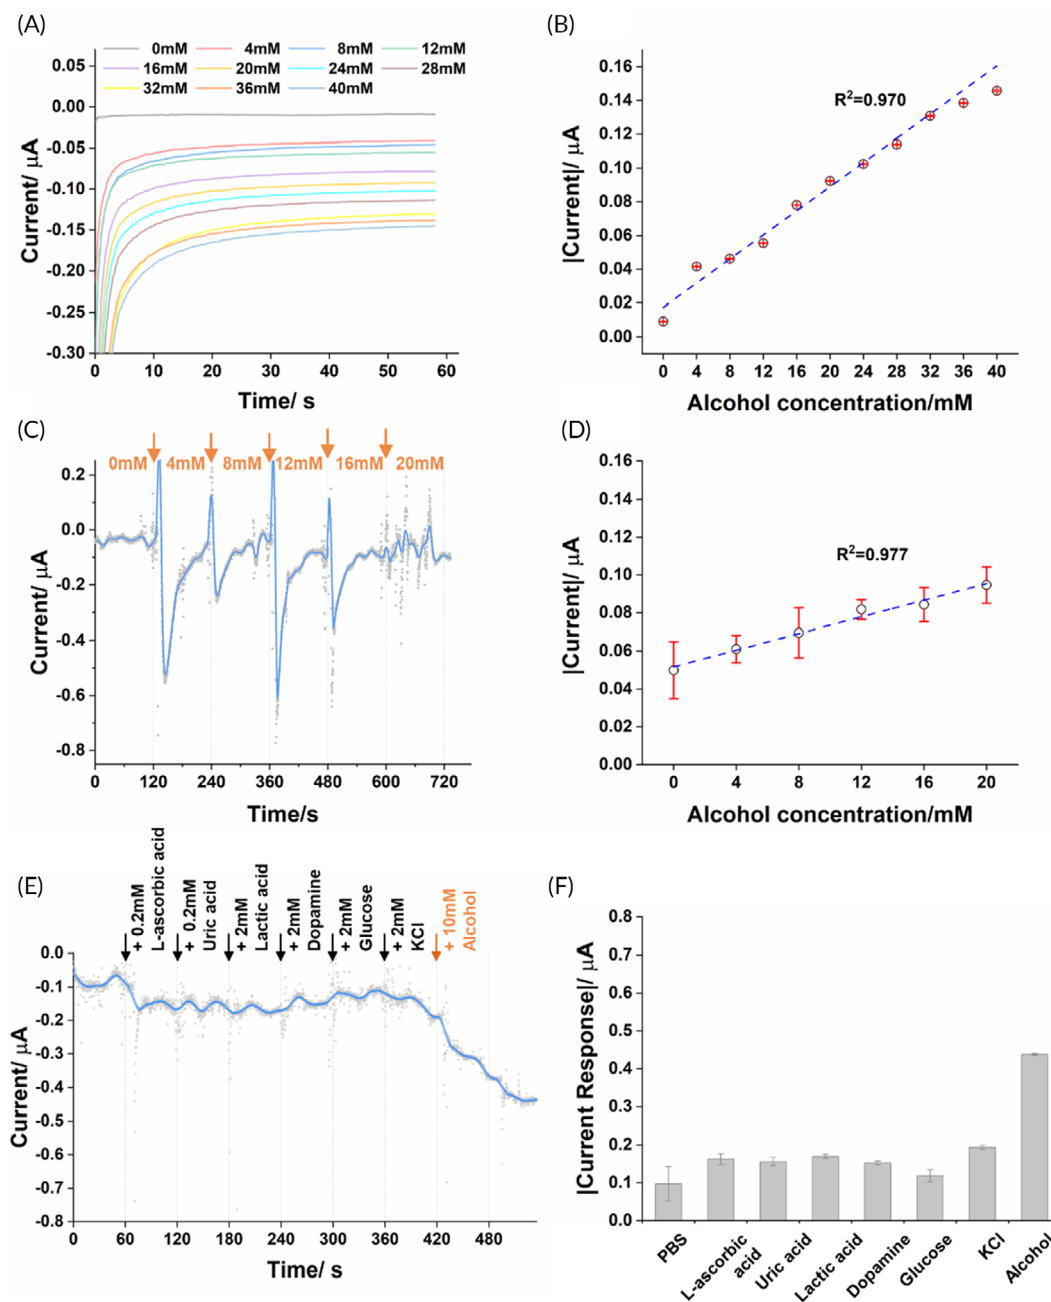 (A)
0mM 4mM 8mM 12mM
16mM 20mM 24mM 28mM
32mM 36mM 40mM
0.05
0.00
-0.05
-0.10
-0.15
-0.20
-0.25
-0.30
Current/ μA
0 10 20 30 40 50 60
Time/ s
(B)
R²=0.970
0.16
0.14
0.12
0.10
0.08
0.06
0.04
0.02
0.00
|Current|/ μA
0 4 8 12 16 20 24 28 32 36 40
Alcohol concentration/mM
(C)
0mM 4mM 8mM 12mM 16mM 20mM
0.2
0.0
-0.2
-0.4
-0.6
-0.8
Current/ μA
0 120 240 360 480 600 720
Time/s
(D)
R²=0.977
0.16
0.14
0.12
0.10
0.08
0.06
0.04
0.02
0.00
|Current|/ μA
0 4 8 12 16 20
Alcohol concentration/mM
(E)
+ 0.2mM
L-ascorbic acid
+ 0.2mM
Uric acid
+ 2mM
Lactic acid
+ 2mM
Dopamine
+ 2mM
Glucose
+ 2mM
KCl
+ 10mM
Alcohol
0.0
-0.1
-0.2
-0.3
-0.4
-0.5
-0.6
-0.7
-0.8
Current/ μA
0 60 120 180 240 300 360 420 480
Time/ s
(F)
0.8
0.7
0.6
0.5
0.4
0.3
0.2
0.1
0.0
|Current Response|/ μA
PBS
L-ascorbic
acid
Uric acid
Lactic acid
Dopamine
Glucose
KCl
Alcohol